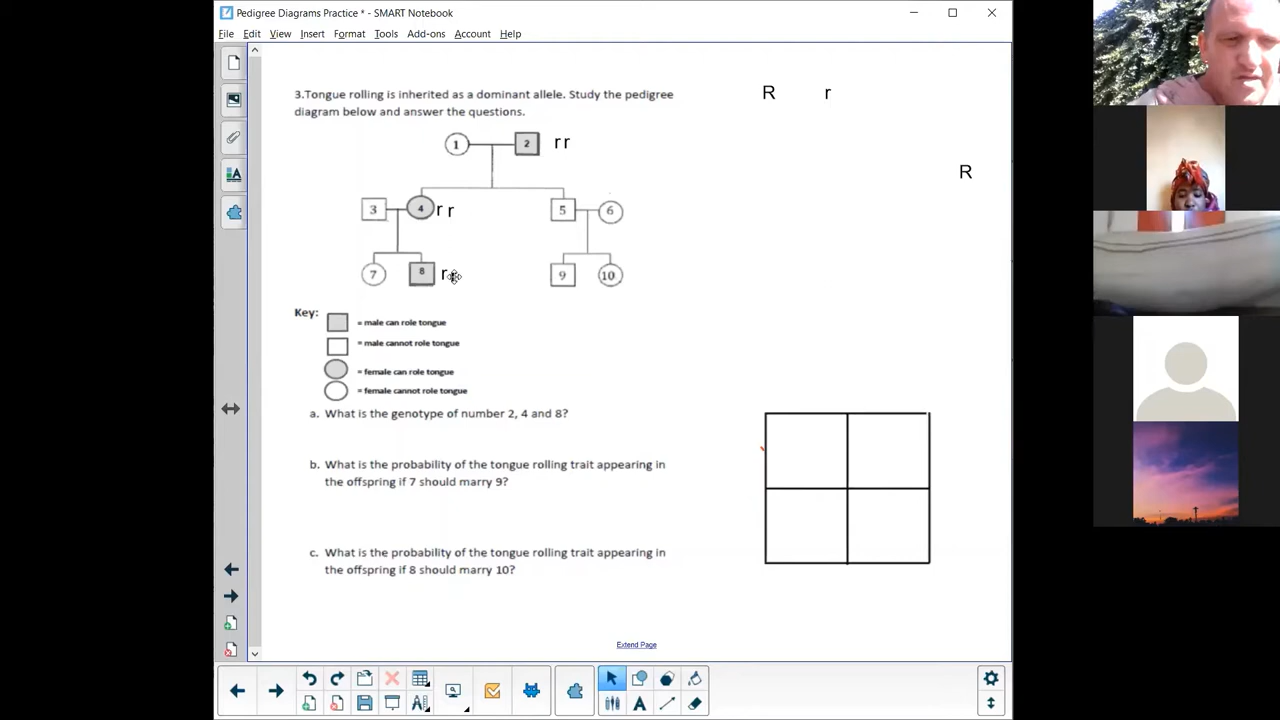 Pedigree Diagrams Practice * - SMART Notebook
File Edit View Insert Format Tools Add-ons Account Help
3.Tongue rolling is inherited as a dominant allele. Study the pedigree
diagram below and answer the questions.
R r
R
1 2 r r
3 4 r r 5 6
7 8 r 9 10
Key:
= male can role tongue
= male cannot role tongue
= female can role tongue
= female cannot role tongue
a. What is the genotype of number 2, 4 and 8?
b. What is the probability of the tongue rolling trait appearing in
the offspring if 7 should marry 9?
c. What is the probability of the tongue rolling trait appearing in
the offspring if 8 should marry 10?
Extend Page